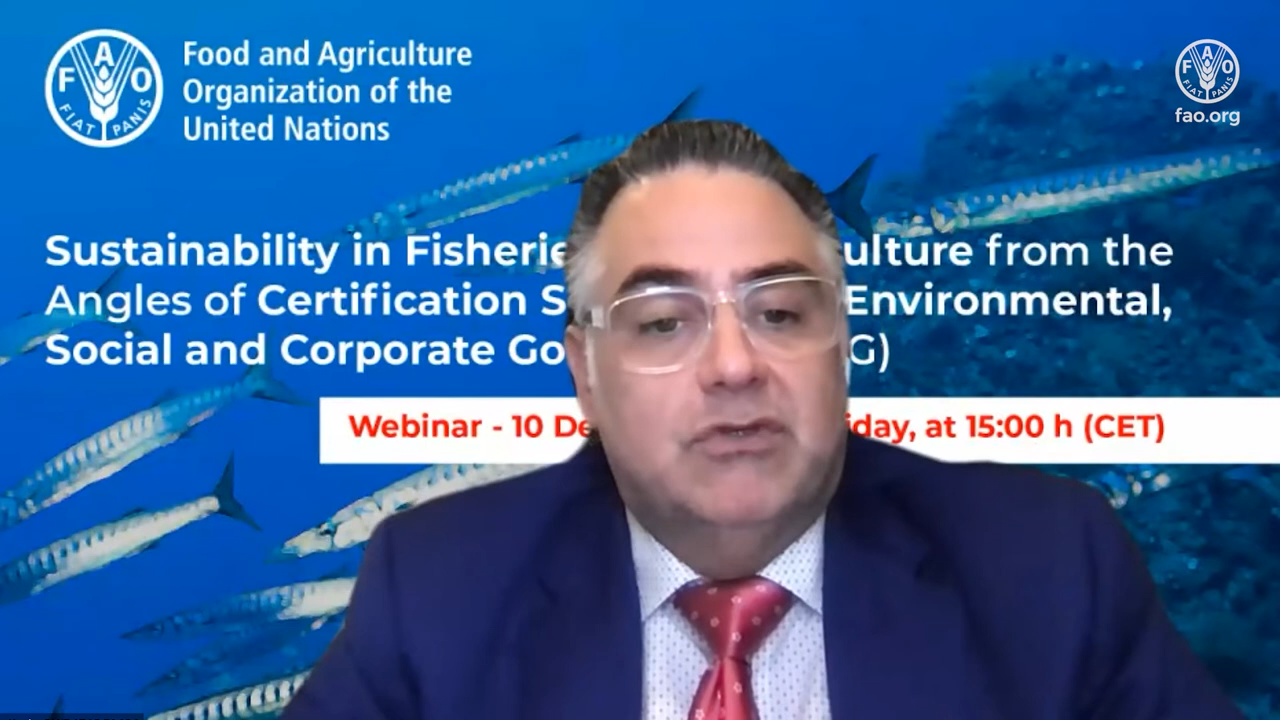 FAO
FIAT PANIS
Food and Agriculture
Organization of the
United Nations
FAO
FIAT PANIS
fao.org
Sustainability in Fisherie ulture from the
Angles of Certification S Environmental,
Social and Corporate Go G)
Webinar - 10 De iday, at 15:00 h (CET)